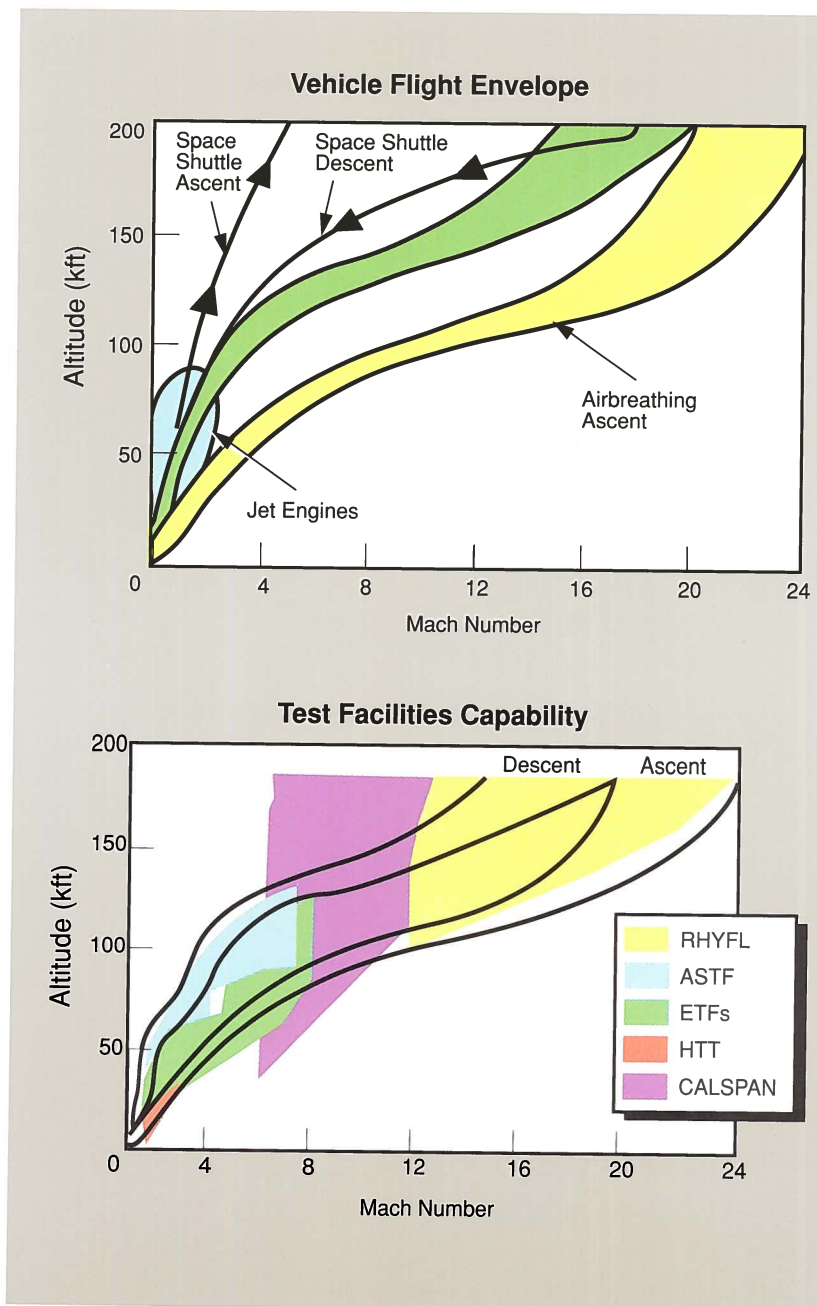 Vehicle Flight Envelope
200
Space
Shuttle
Ascent
Space Shuttle
Descent
150
Altitude (kft)
100
Airbreathing
Ascent
50
Jet Engines
0
4
8
12
16
20
24
Mach Number
Test Facilities Capability
200
Descent
Ascent
150
Altitude (kft)
100
RHYFL
ASTF
ETFs
HTT
CALSPAN
50
0
4
8
12
16
20
24
Mach Number